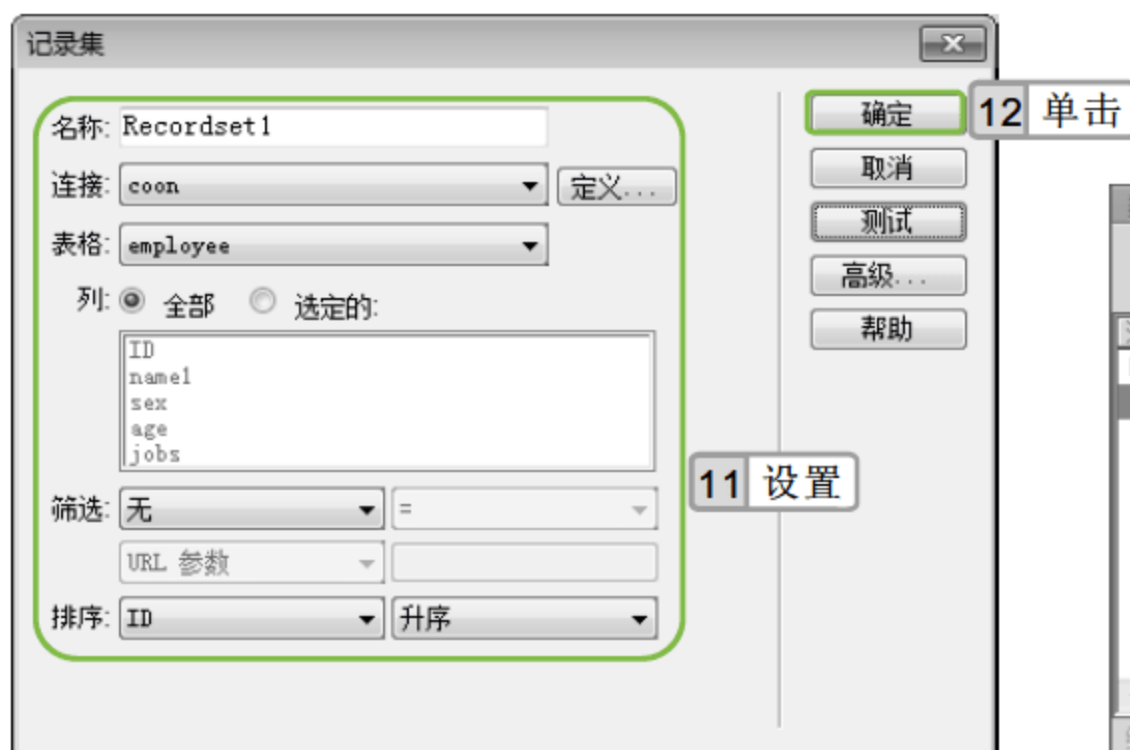 记录集
名称: Recordset1
连接: coon 定义...
表格: employee
列: 全部 选定的:
ID
name1
sex
age
jobs
筛选: 无 =
URL 参数
排序: ID 升序
确定
取消
测试
高级...
帮助
12 单击
11 设置